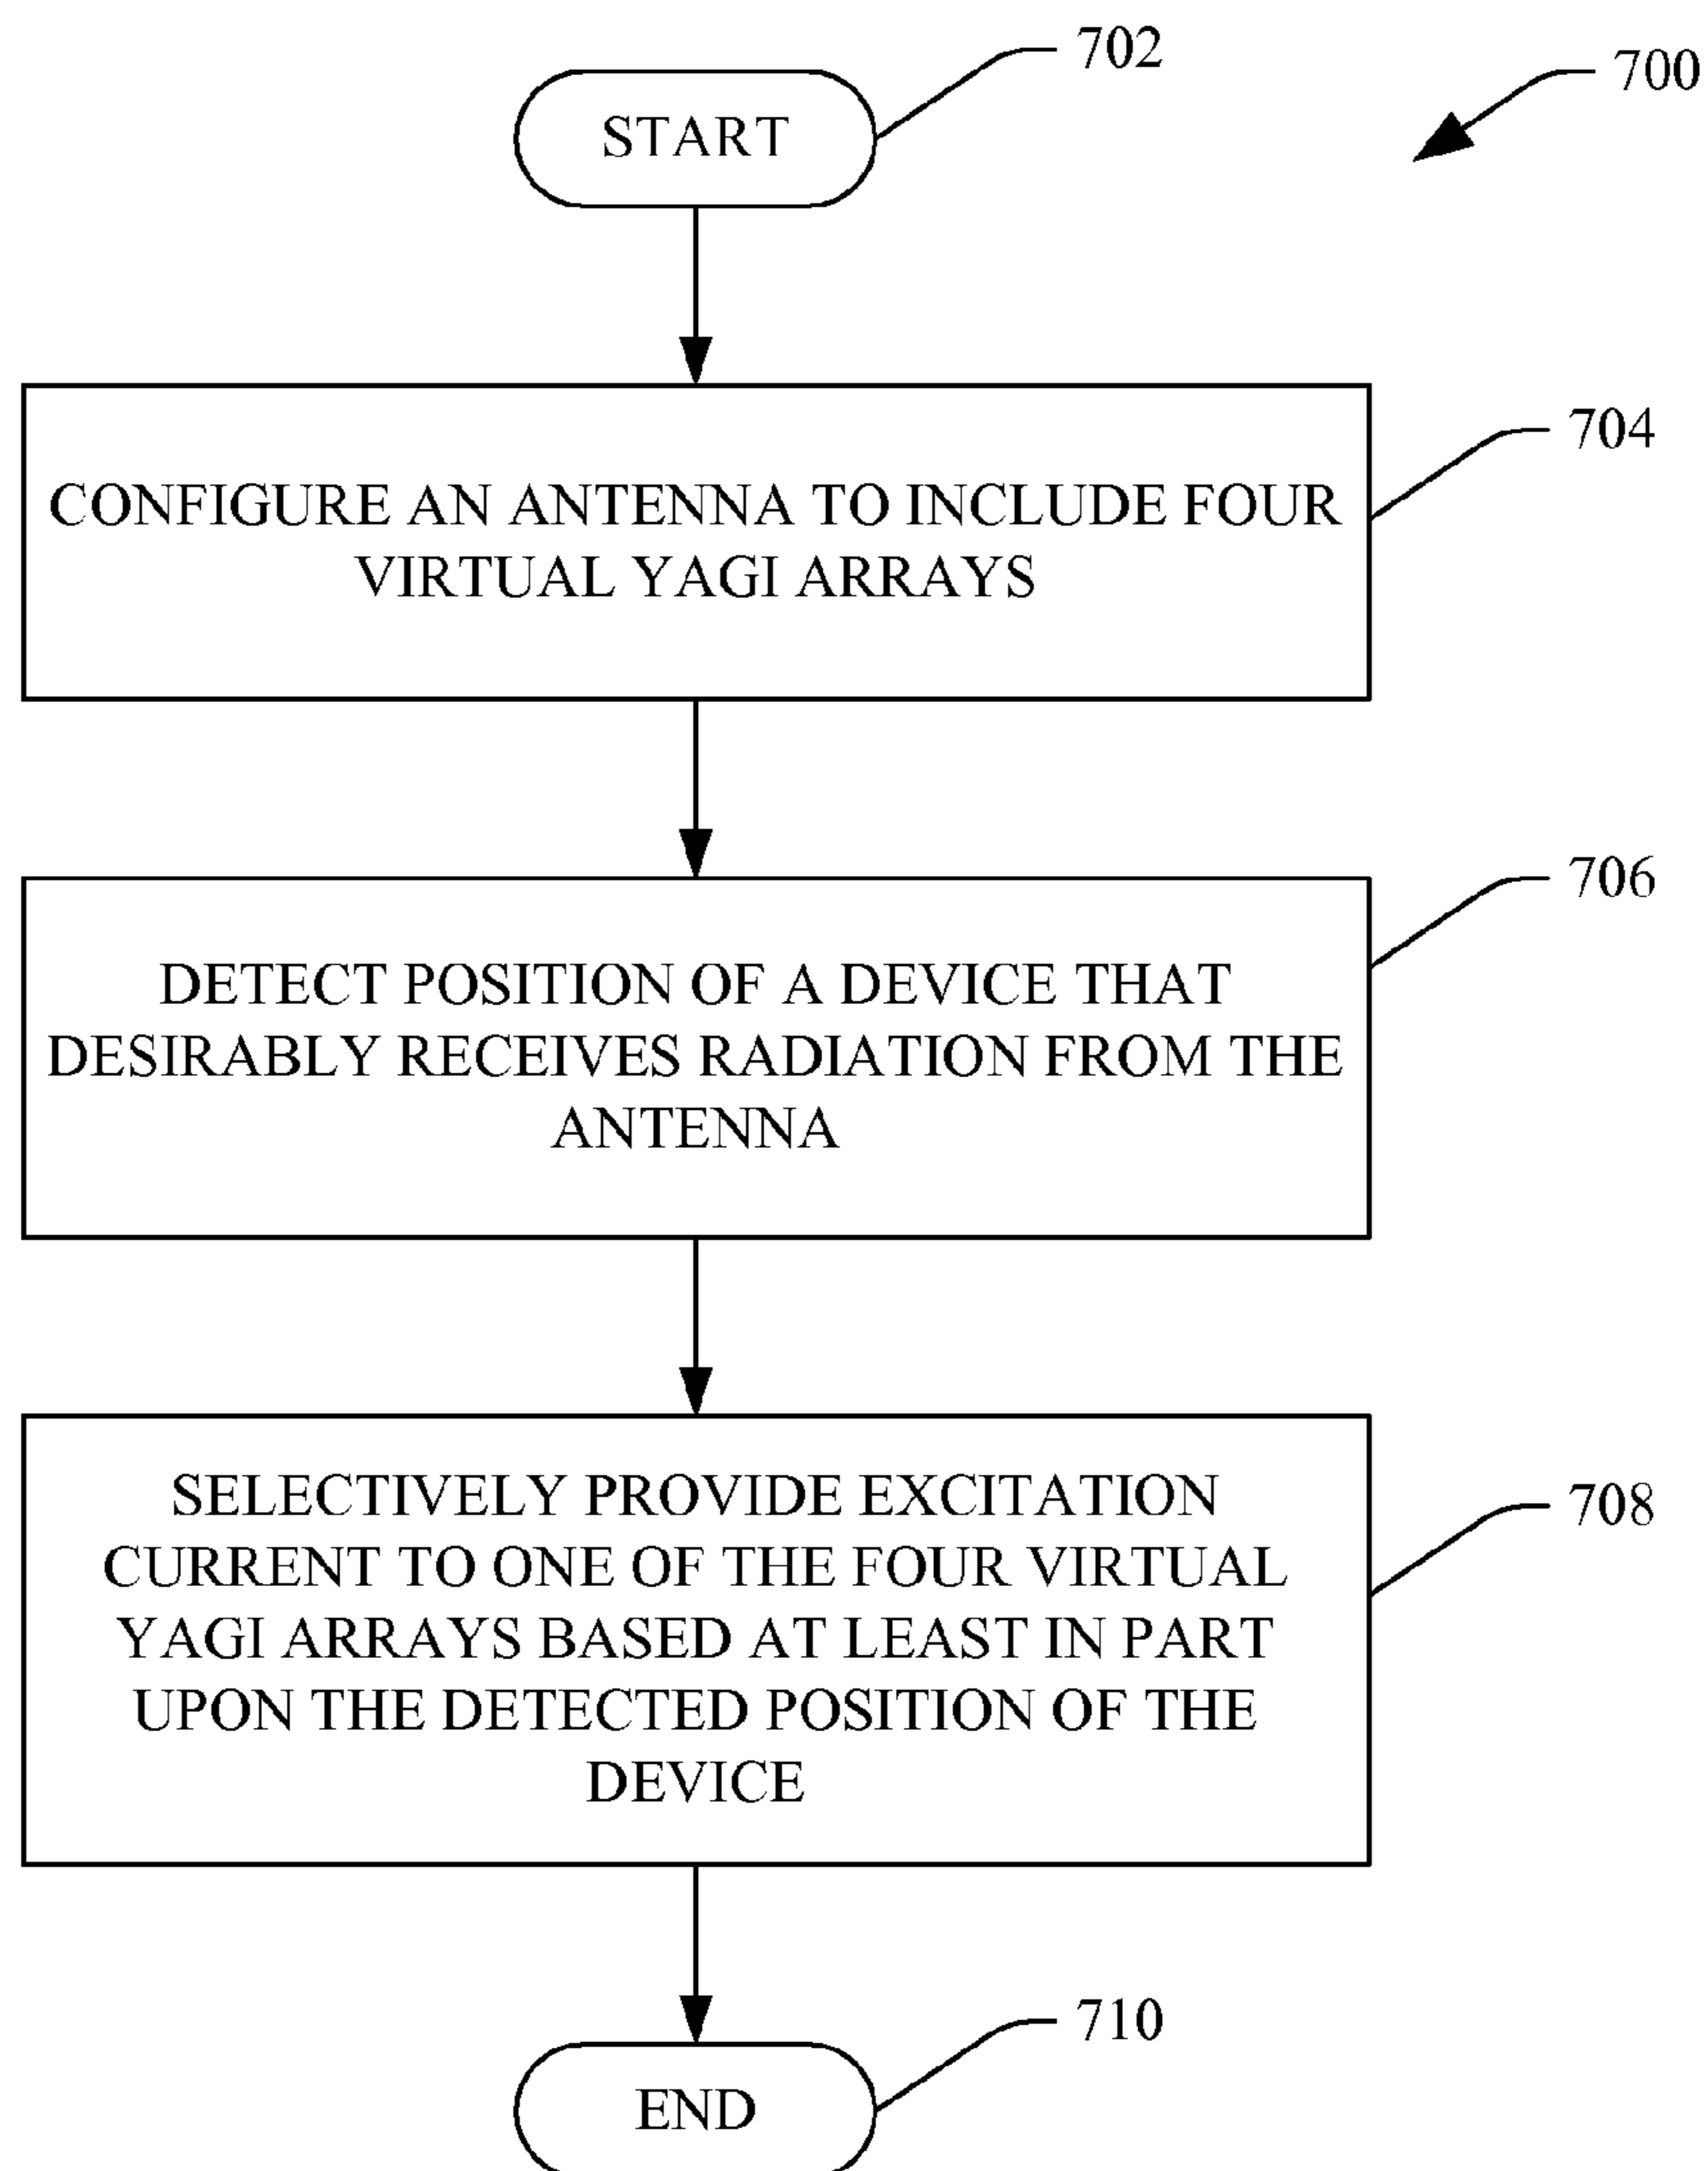 702
700
START
704
CONFIGURE AN ANTENNA TO INCLUDE FOUR
VIRTUAL YAGI ARRAYS
706
DETECT POSITION OF A DEVICE THAT
DESIRABLY RECEIVES RADIATION FROM THE
ANTENNA
708
SELECTIVELY PROVIDE EXCITATION
CURRENT TO ONE OF THE FOUR VIRTUAL
YAGI ARRAYS BASED AT LEAST IN PART
UPON THE DETECTED POSITION OF THE
DEVICE
710
END